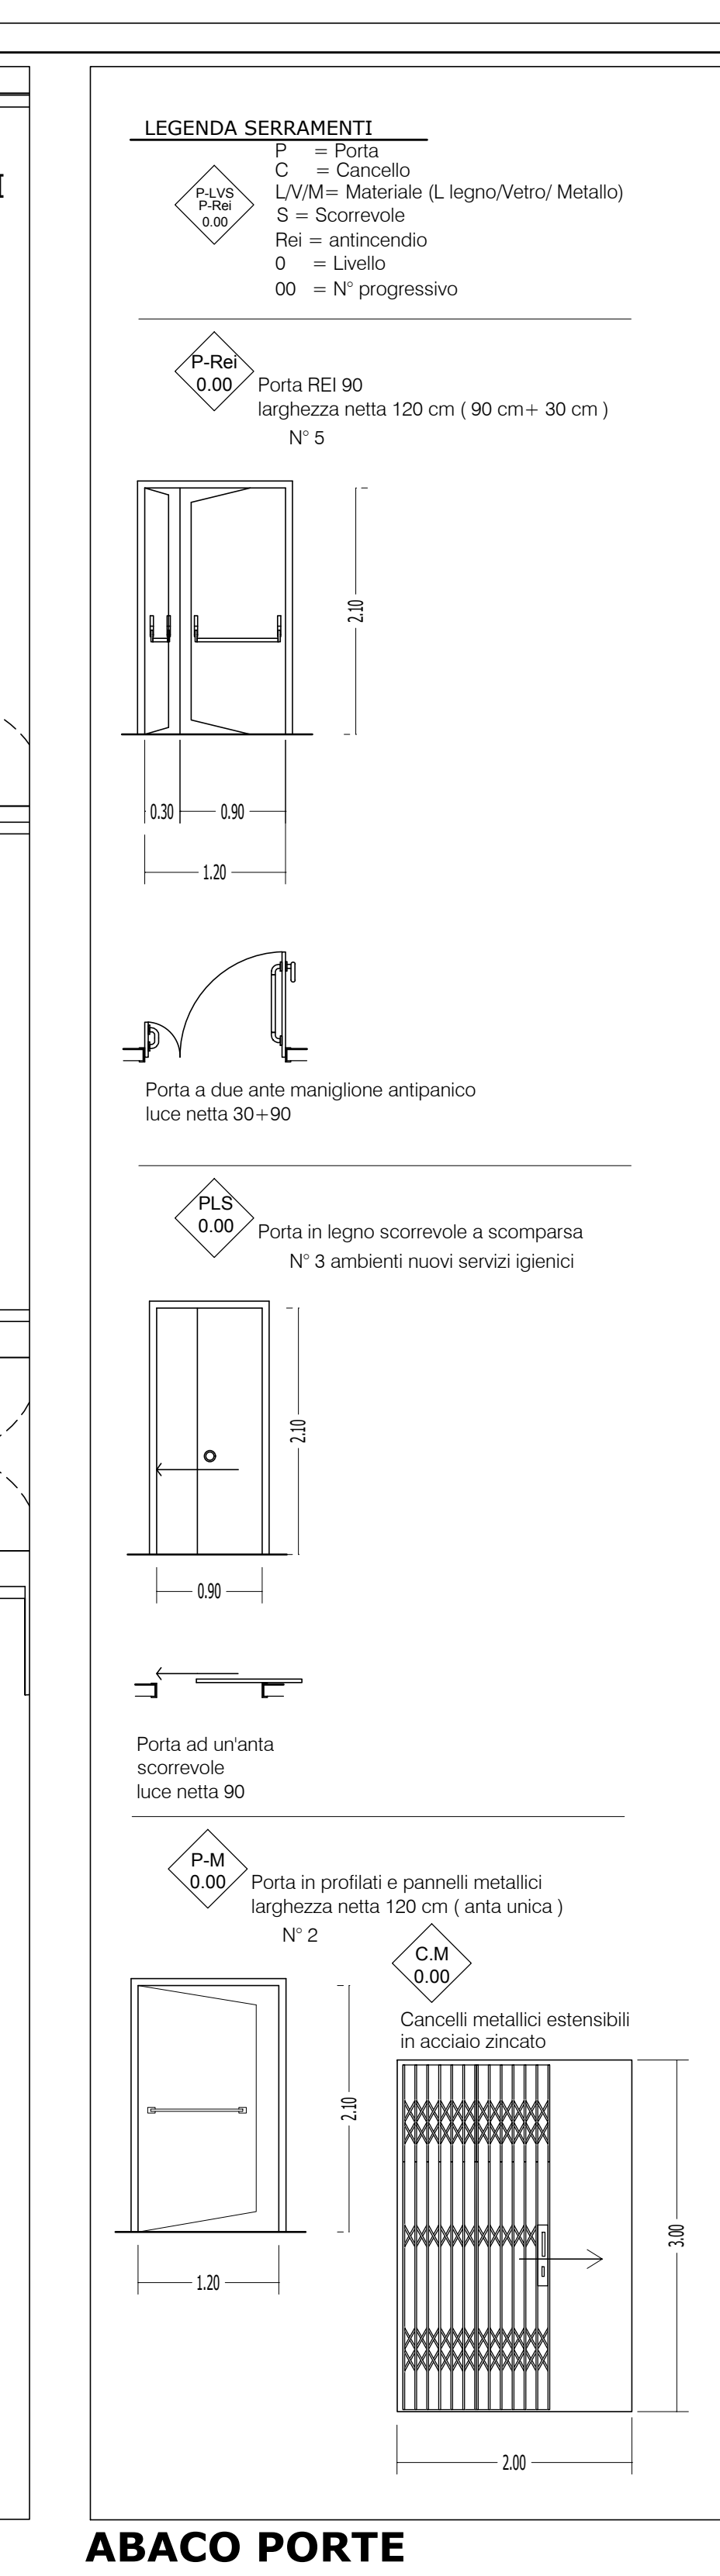 LEGENDA SERRAMENTI
P-LVS
P-Rei
0.00
P = Porta
C = Cancello
L/V/M= Materiale (L legno/Vetro/ Metallo)
S = Scorrevole
Rei = antincendio
0 = Livello
00 = N° progressivo
P-Rei
0.00
Porta REI 90
larghezza netta 120 cm ( 90 cm+ 30 cm )
N° 5
2.10
0.30
0.90
1.20
Porta a due ante maniglione antipanico
luce netta 30+90
PLS
0.00
Porta in legno scorrevole a scomparsa
N° 3 ambienti nuovi servizi igienici
2.10
0.90
Porta ad un'anta
scorrevole
luce netta 90
P-M
0.00
Porta in profilati e pannelli metallici
larghezza netta 120 cm ( anta unica )
N° 2
2.10
1.20
C.M
0.00
Cancelli metallici estensibili
in acciaio zincato
3.00
2.00
ABACO PORTE